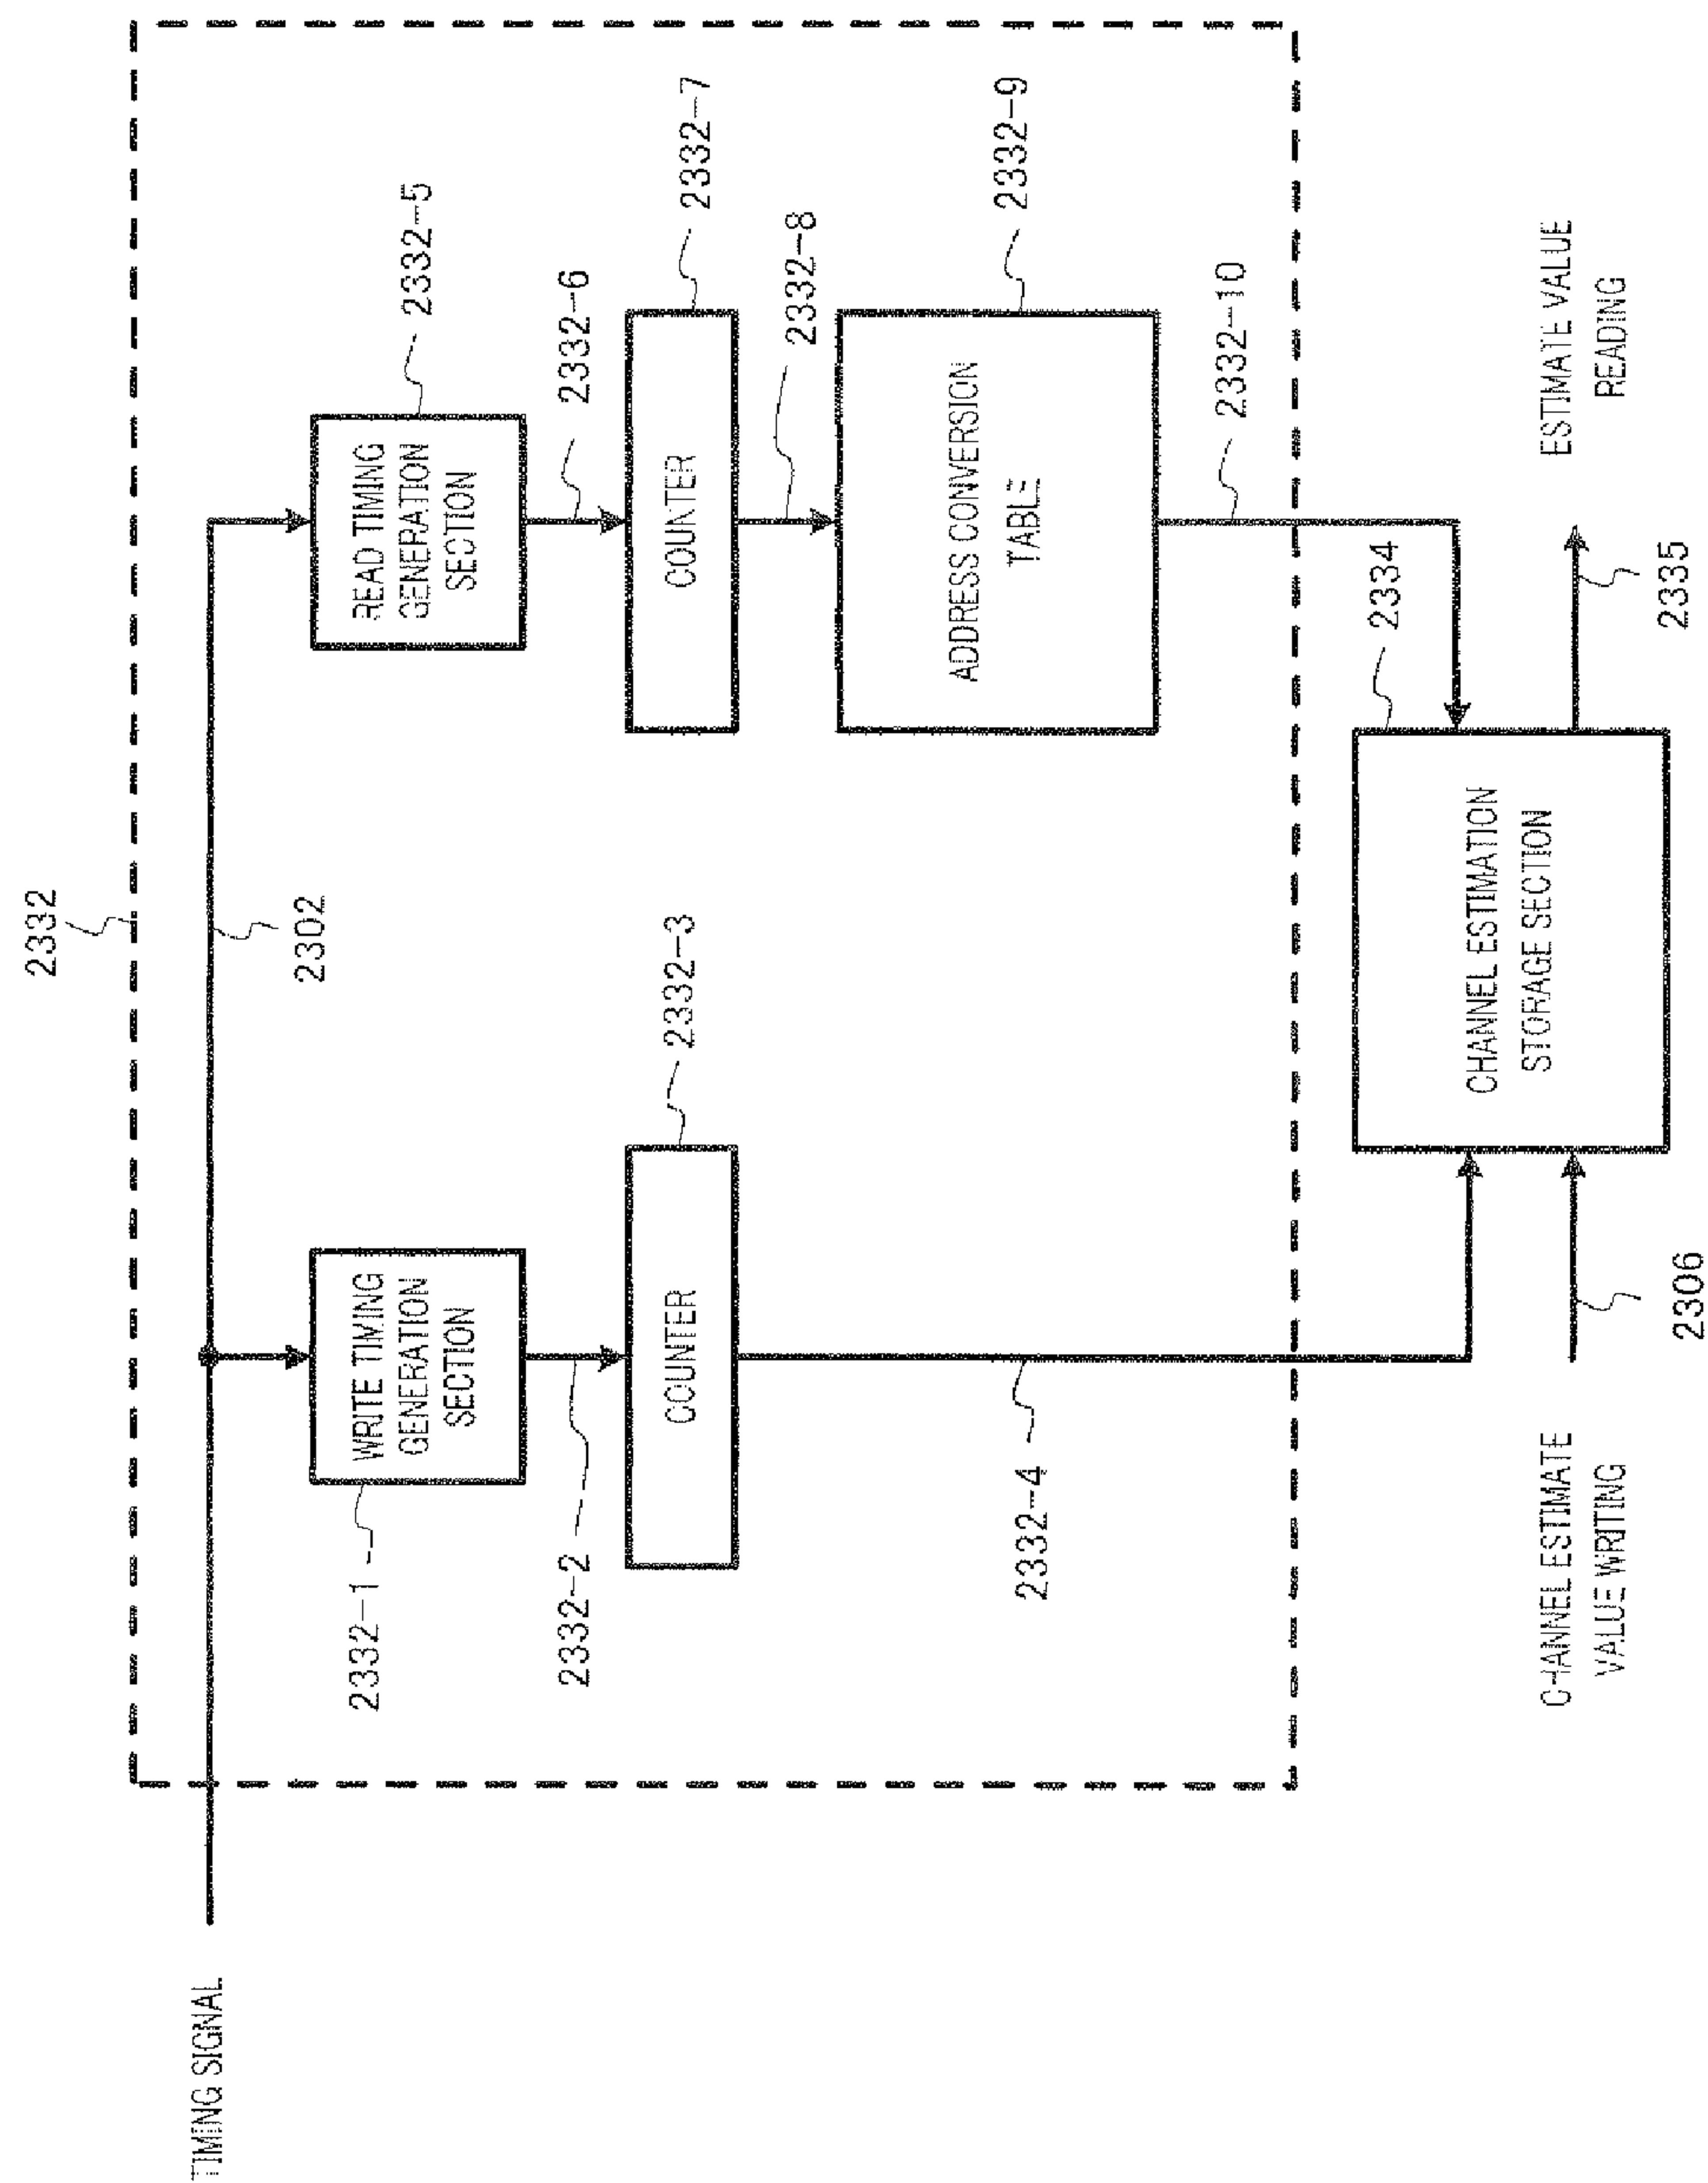 2332
TIMING SIGNAL
2302
2332-1
WRITE TIMING
GENERATION
SECTION
READ TIMING
GENERATION
SECTION
2332-5
2332-2
2332-6
COUNTER
2332-3
COUNTER
2332-7
2332-8
ADDRESS CONVERSION
TABLE
2332-9
2332-4
2332-10
2334
CHANNEL ESTIMATION
STORAGE SECTION
CHANNEL ESTIMATE
VALUE WRITING
2306
2335
ESTIMATE VALUE
READING